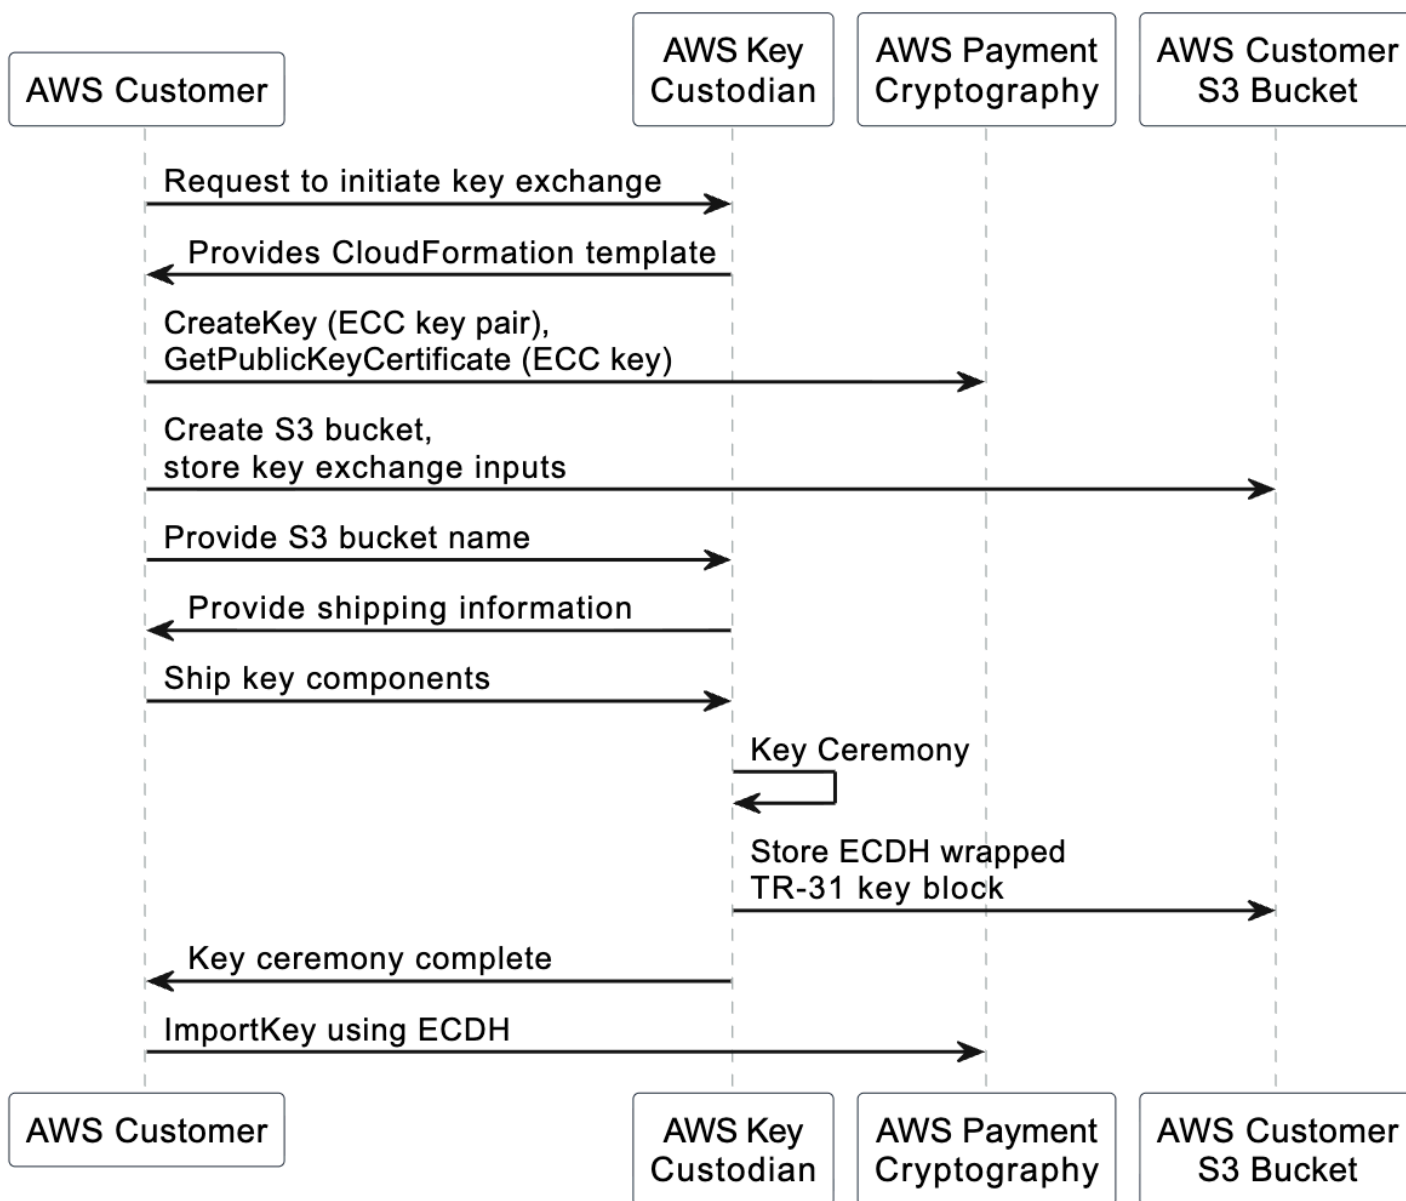 AWS Customer
AWS Key
Custodian
AWS Payment
Cryptography
AWS Customer
S3 Bucket
Request to initiate key exchange
Provides CloudFormation template
CreateKey (ECC key pair),
GetPublicKeyCertificate (ECC key)
Create S3 bucket,
store key exchange inputs
Provide S3 bucket name
Provide shipping information
Ship key components
Key Ceremony
Store ECDH wrapped
TR-31 key block
Key ceremony complete
ImportKey using ECDH
AWS Customer
AWS Key
Custodian
AWS Payment
Cryptography
AWS Customer
S3 Bucket